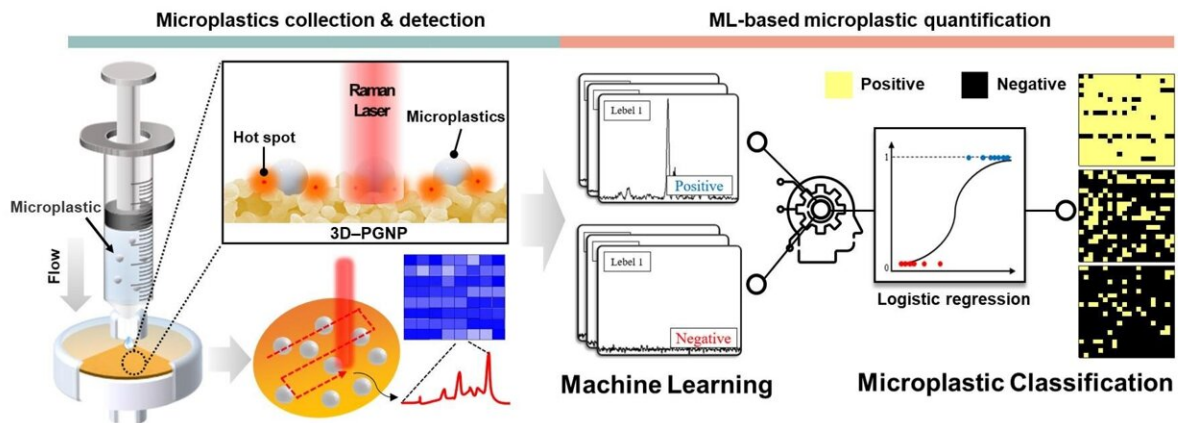 Microplastics collection & detection
ML-based microplastic quantification
Raman
Laser
Microplastics
Hot spot
3D–PGNP
Microplastic
Flow
Lebel 1
Positive
Lebel 1
Negative
Machine Learning
Positive
Negative
1
0
Logistic regression
Microplastic Classification